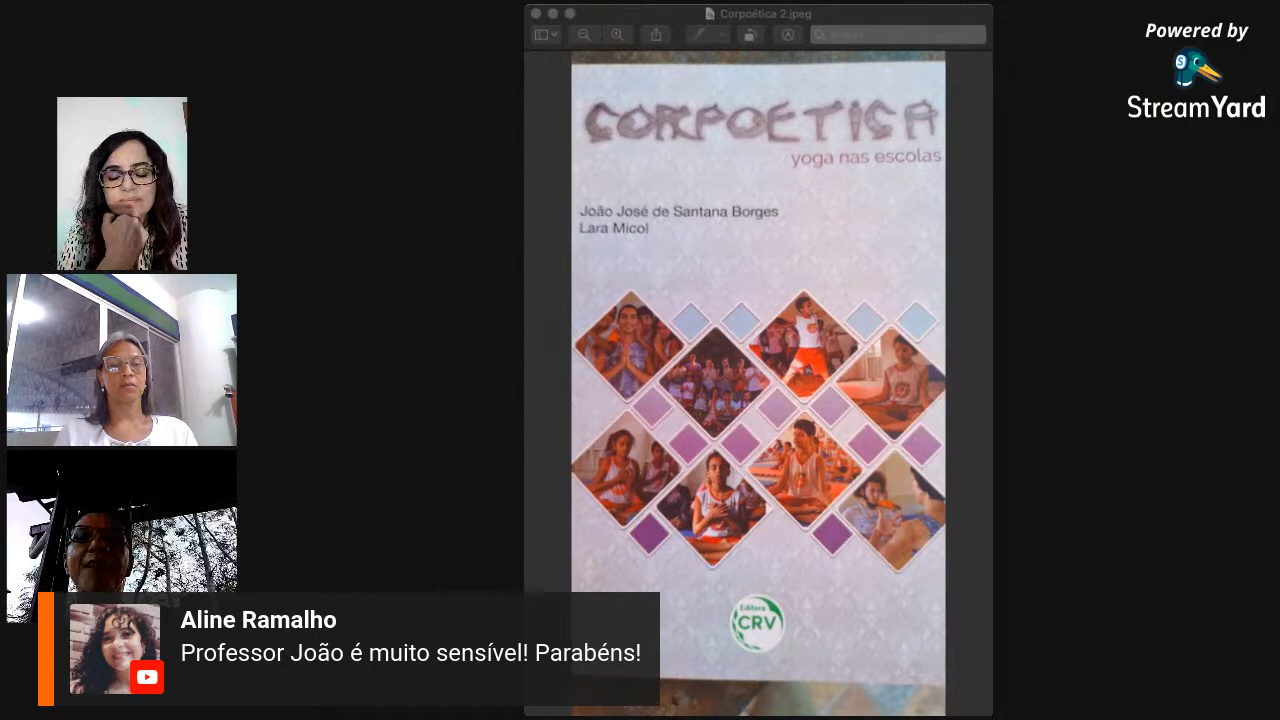 Corpoética 2.jpeg
Powered by
StreamYard
CORPOÉTICA
yoga nas escolas
João José de Santana Borges
Lara Micol
Editora
CRV
Aline Ramalho
Professor João é muito sensível! Parabéns!